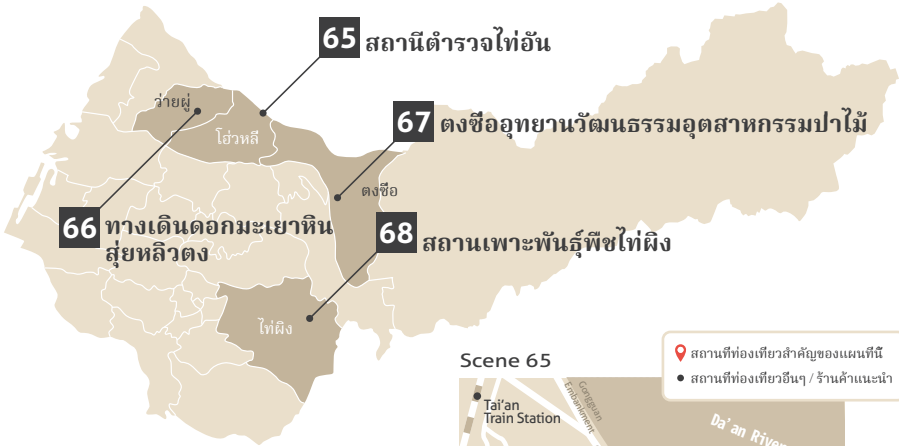 65 สถานีตำรวจไท่อัน
ว่ายผู่
โฮ่วหลี
67 ตงซืออุทยานวัฒนธรรมอุตสาหกรรมป่าไม้
ตงซือ
66 ทางเดินดอกมะเยาหิน
สุ่ยหลิวตง
68 สถานเพาะพันธุ์พืชไท่ผิง
ไท่ผิง
Scene 65
สถานที่ท่องเที่ยวสำคัญของแผนที่นี้
สถานที่ท่องเที่ยวอื่นๆ / ร้านค้าแนะนำ
Tai'an
Train Station
Gongguan
Embankment
Da'an River